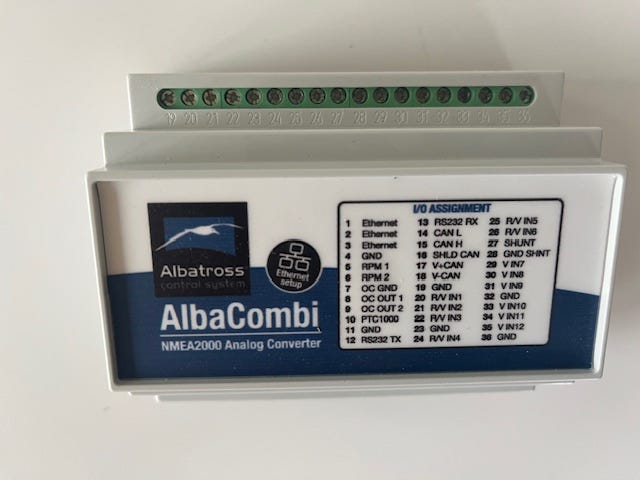 19 20 21 22 23 24 25 26 27 28 29 30 31 32 33 34 35 36
Albatross
control system
Ethernet
setup
AlbaCombi
NMEA2000 Analog Converter
I/O ASSIGNMENT
1 Ethernet 13 RS232 RX 25 R/V IN5
2 Ethernet 14 CAN L 26 R/V IN6
3 Ethernet 15 CAN H 27 SHUNT
4 GND 16 SHLD CAN 28 GND SHNT
5 RPM 1 17 V+CAN 29 V IN7
6 RPM 2 18 V-CAN 30 V IN8
7 OC GND 19 GND 31 V IN9
8 OC OUT 1 20 R/V IN1 32 GND
9 OC OUT 2 21 R/V IN2 33 V IN10
10 PTC1000 22 R/V IN3 34 V IN11
11 GND 23 GND 35 V IN12
12 RS232 TX 24 R/V IN4 36 GND